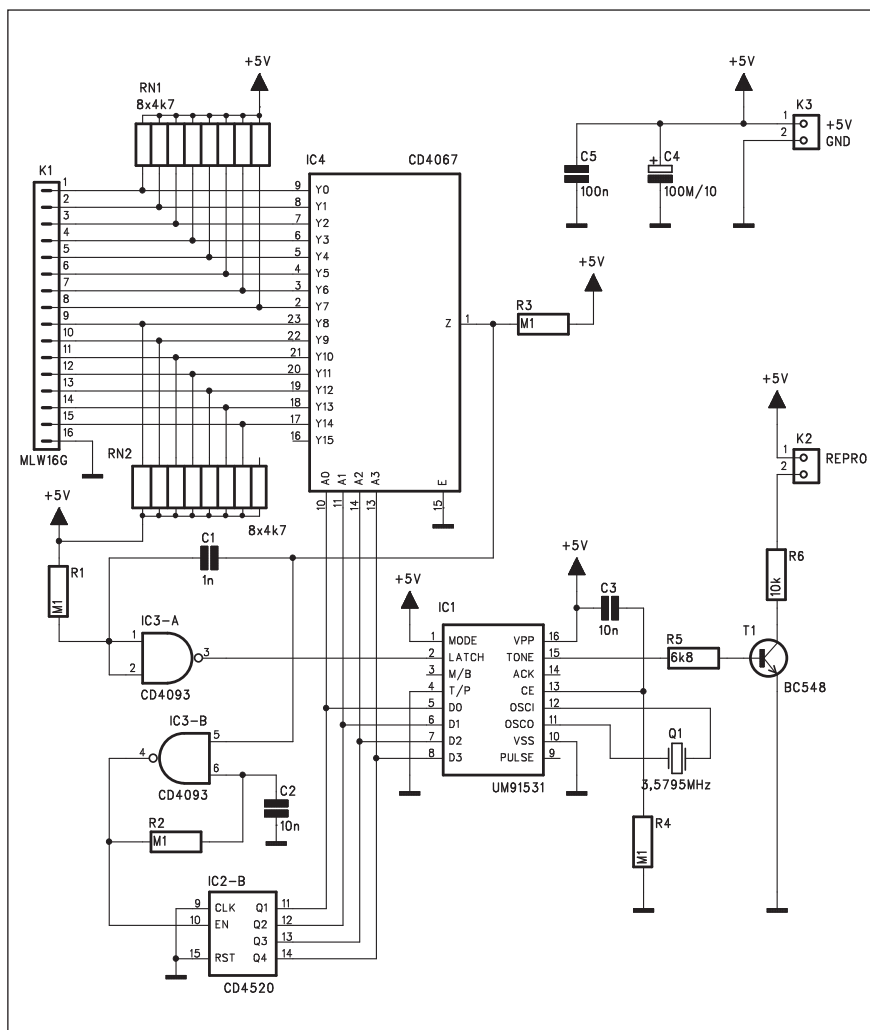 +5V
RN1
8x4k7
K1
1
2
3
4
5
6
7
8
9
10
11
12
13
14
15
16
MLW16G
RN2
8x4k7
IC4
CD4067
9 Y0
8 Y1
7 Y2
6 Y3
5 Y4
4 Y5
3 Y6
2 Y7
23 Y8
22 Y9
21 Y10
20 Y11
19 Y12
18 Y13
17 Y14
16 Y15
Z 1
A0 A1 A2 A3 E
10 11 14 13 15
+5V
C5
100n
C4
+
100M/10
K3
1 +5V
2 GND
+5V
R3
M1
+5V
K2
1
2
REPRO
R6
10k
T1
BC548
+5V
R1
M1
C1
1n
IC3-A
1
2
3
CD4093
IC3-B
4
5
6
CD4093
C2
10n
R2
M1
IC2-B
9 CLK Q1 11
10 EN Q2 12
Q3 13
15 RST Q4 14
CD4520
+5V
IC1
1 MODE VPP 16
2 LATCH TONE 15
3 M/B ACK 14
4 T/P CE 13
5 D0 OSCI 12
6 D1 OSCO 11
7 D2 VSS 10
8 D3 PULSE 9
UM91531
+5V
C3
10n
R5
6k8
Q1
3,5795MHz
R4
M1